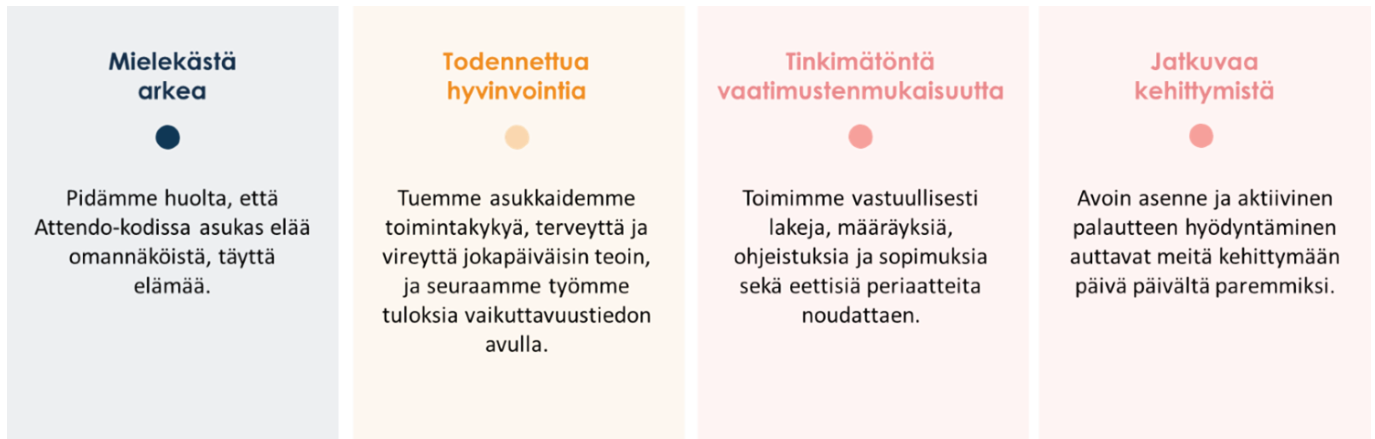 Mielekästä
arkea
Pidämme huolta, että
Attendo-kodissa asukas elää
omannäköistä, täyttä
elämää.
Todennettua
hyvinvointia
Tuemme asukkaidemme
toimintakykyä, terveyttä ja
vireyttä jokapäiväisin teoin,
ja seuraamme työmme
tuloksia vaikuttavuustiedon
avulla.
Tinkimätöntä
vaatimustenmukaisuutta
Toimimme vastuullisesti
lakeja, määräyksiä,
ohjeistuksia ja sopimuksia
sekä eettisiä periaatteita
noudattaen.
Jatkuvaa
kehittymistä
Avoin asenne ja aktiivinen
palautteen hyödyntäminen
auttavat meitä kehittymään
päivä päivältä paremmiksi.